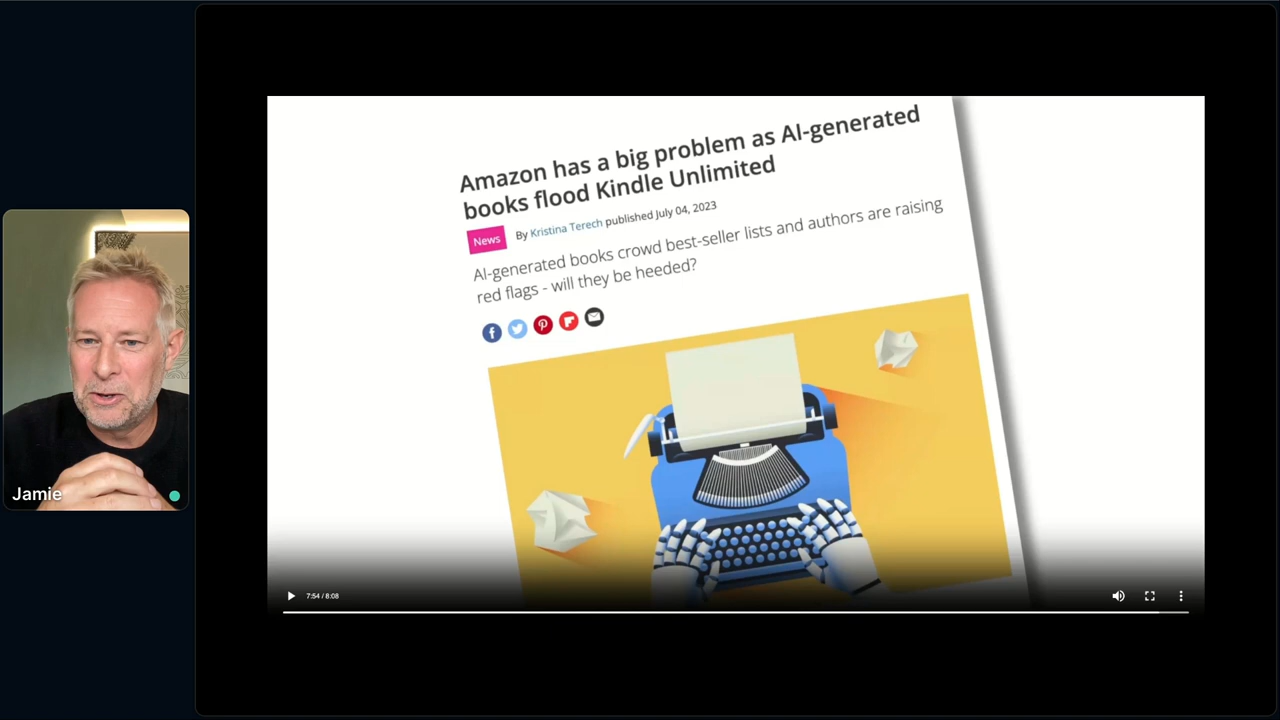 Amazon has a big problem as AI-generated
books flood Kindle Unlimited
News
By Kristina Terech published July 04, 2023
AI-generated books crowd best-seller lists and authors are raising
red flags - will they be heeded?
Jamie
7:54 / 8:08